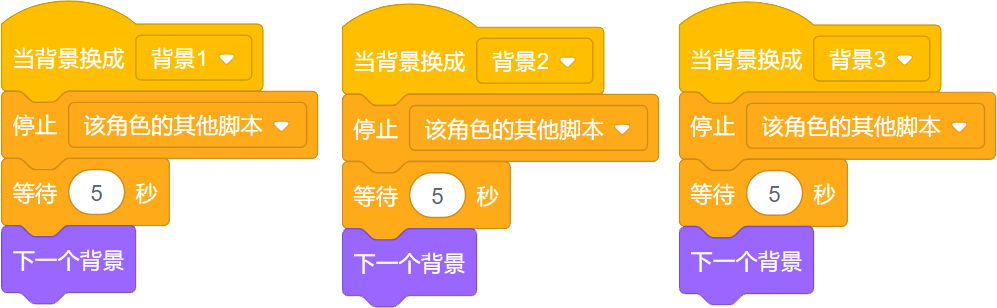 当背景换成 背景1
停止 该角色的其他脚本
等待 5 秒
下一个背景
当背景换成 背景2
停止 该角色的其他脚本
等待 5 秒
下一个背景
当背景换成 背景3
停止 该角色的其他脚本
等待 5 秒
下一个背景